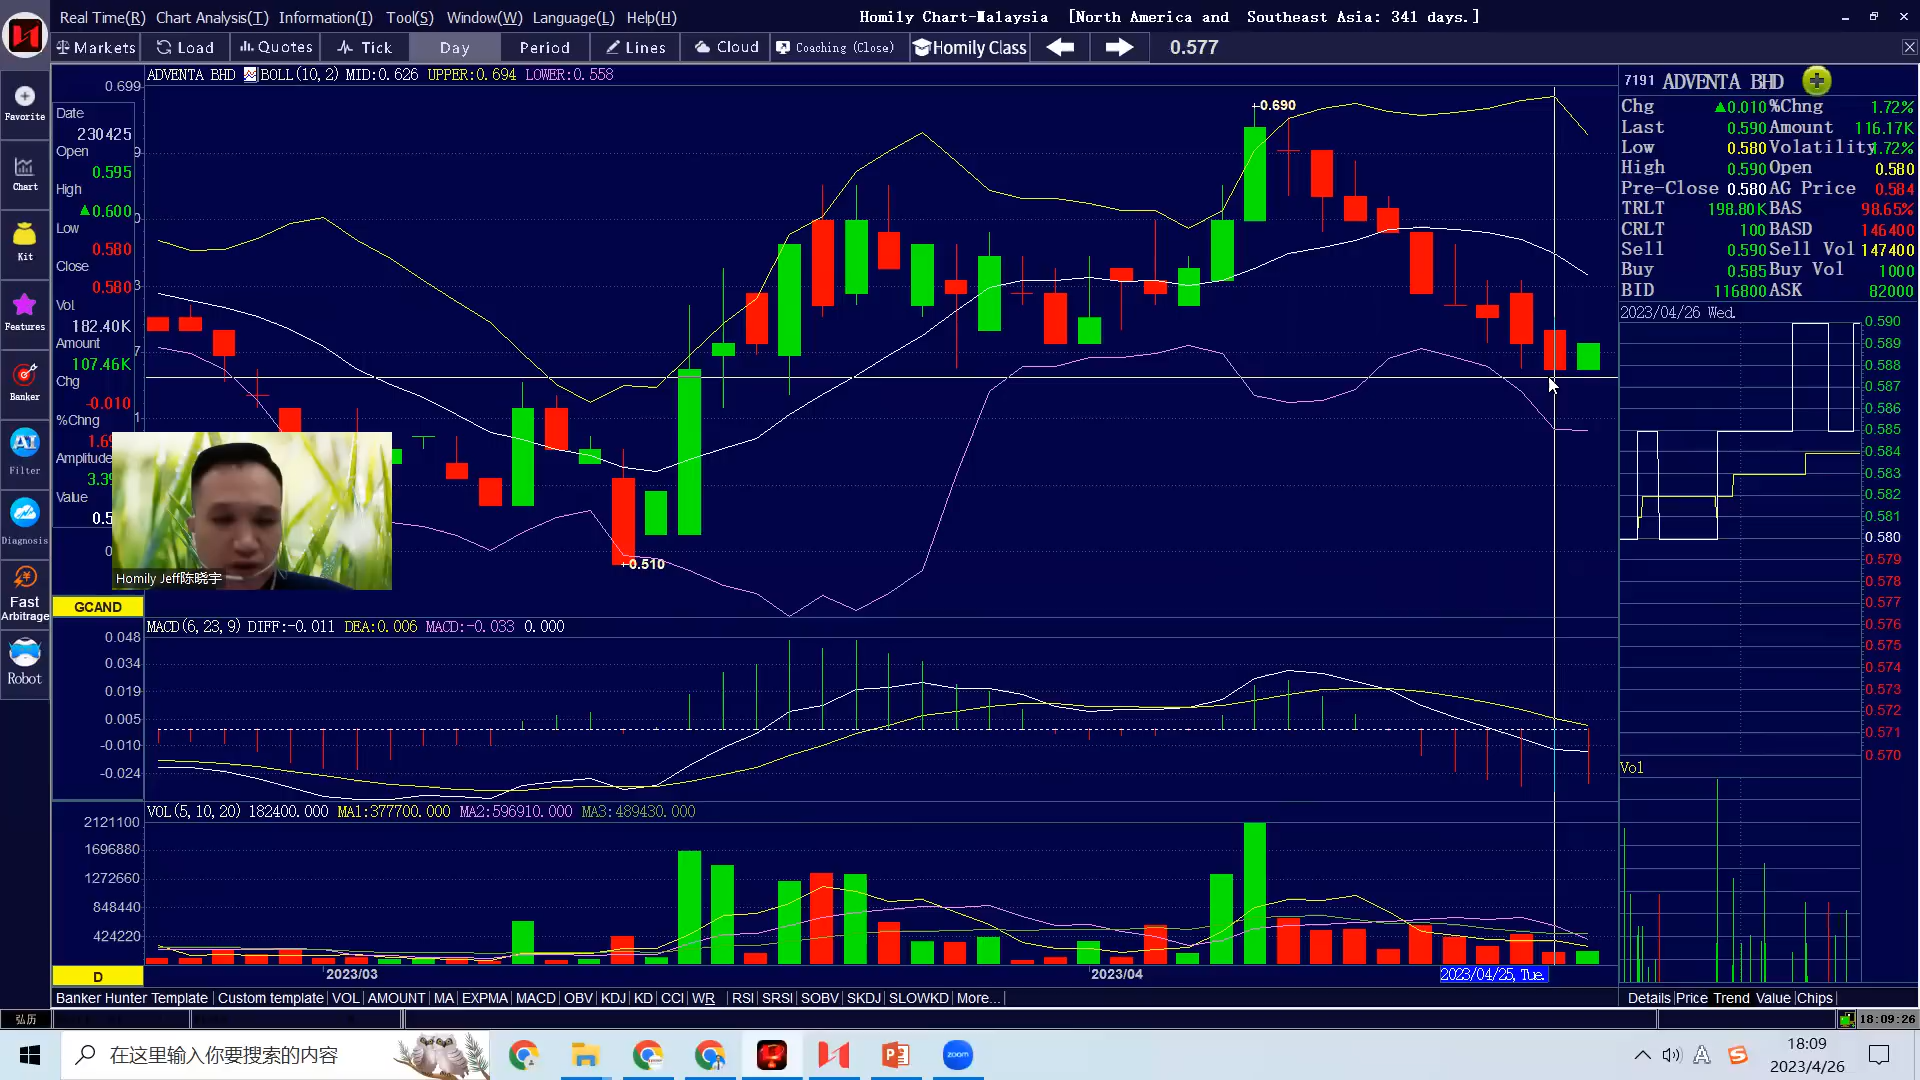 Real Time(R) Chart Analysis(T) Information(I) Tool(S) Window(W) Language(L) Help(H) Homily Chart-Malaysia [North America and Southeast Asia: 341 days.]
Markets Load Quotes Tick Day Period Lines Cloud Coaching (Close) Homily Class 0.577
ADVENTA BHD BOLL(10,2) MID:0.626 UPPER:0.694 LOWER:0.558
0.699
Favorite
Chart
Kit
Features
Banker
AI
Filter
Diagnosis
Fast
Arbitrage
Robot
Date
230425
Open
0.595
High
▲0.600
Low
0.580
Close
0.580
Vol
182.40K
Amount
107.46K
Chg
-0.010
%Chng
Amplitude
Value
0.690
0.510
Homily Jeff陈晓宇
GCAND
MACD(6,23,9) DIFF:-0.011 DEA:0.006 MACD:-0.033 0.000
0.048
0.034
0.019
0.005
-0.010
-0.024
VOL(5,10,20) 182400.000 MA1:377700.000 MA2:596910.000 MA3:489430.000
2121100
1696880
1272660
848440
424220
D
2023/03 2023/04 2023/04/25, Tue.
Banker Hunter Template Custom template VOL AMOUNT MA EXPMA MACD OBV KDJ KD CCI WR RSI SRSI SOBV SKDJ SLOWKD More...
7191 ADVENTA BHD
Chg ▲0.010 %Chng 1.72%
Last 0.590 Amount 116.17K
Low 0.580 Volatility 1.72%
High 0.590 Open 0.580
Pre-Close 0.580 AG Price 0.584
TRLT 198.80K BAS 98.65%
CRLT 100 BASD 146400
Sell 0.590 Sell Vol 147400
Buy 0.585 Buy Vol 1000
BID 116800 ASK 82000
2023/04/26 Wed.
0.590
0.589
0.588
0.587
0.586
0.585
0.584
0.583
0.582
0.581
0.580
0.579
0.578
0.577
0.576
0.575
0.574
0.573
0.572
0.571
0.570
Vol
Details Price Trend Value Chips
弘历
18:09:26
在这里输入你要搜索的内容
zoom
18:09
2023/4/26